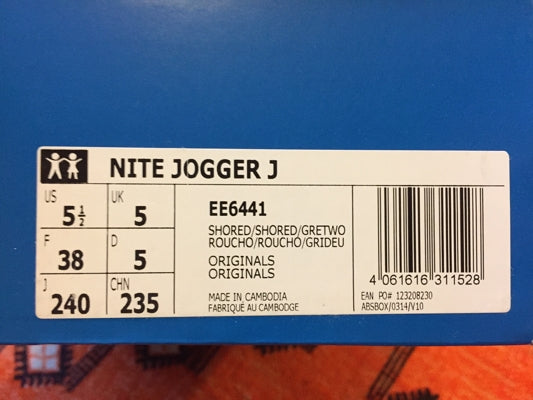 NITE JOGGER J
US
5½
UK
5
F
38
D
5
J
240
CHN
235
EE6441
SHORED/SHORED/GRETWO
ROUCHO/ROUCHO/GRIDEU
ORIGINALS
ORIGINALS
MADE IN CAMBODIA
FABRIQUÉ AU CAMBODGE
4 061616 311528
EAN PO# 123208230
ABSBOX/0314/V10